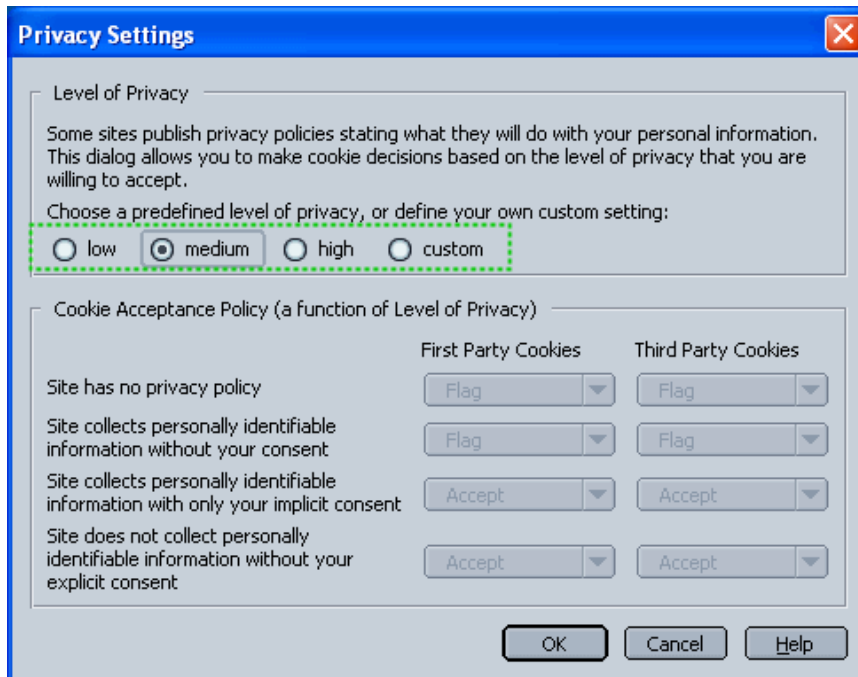 Privacy Settings
Level of Privacy
Some sites publish privacy policies stating what they will do with your personal information.
This dialog allows you to make cookie decisions based on the level of privacy that you are
willing to accept.
Choose a predefined level of privacy, or define your own custom setting:
low medium high custom
Cookie Acceptance Policy (a function of Level of Privacy)
First Party Cookies Third Party Cookies
Site has no privacy policy Flag Flag
Site collects personally identifiable
information without your consent Flag Flag
Site collects personally identifiable
information with only your implicit consent Accept Accept
Site does not collect personally
identifiable information without your
explicit consent Accept Accept
OK Cancel Help